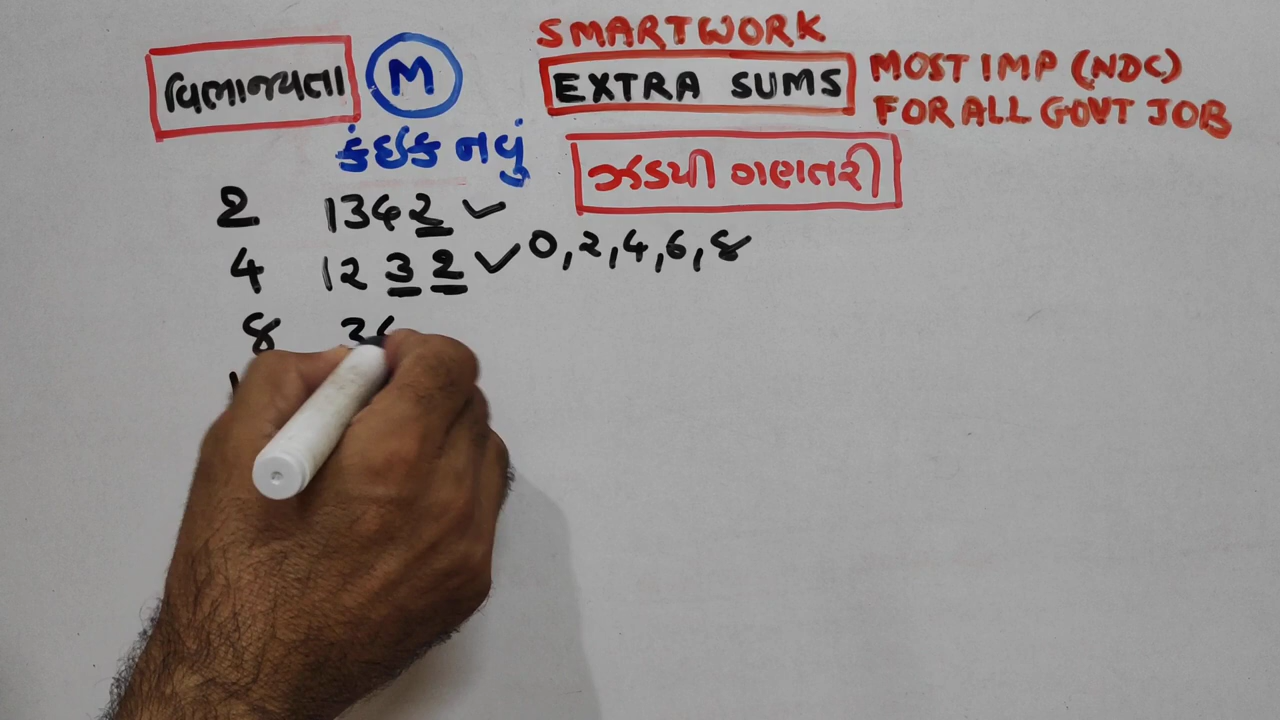 SMARTWORK
વિભાજ્યતા M EXTRA SUMS MOST IMP (NDC)
FOR ALL GOVT JOB
કંઈક નવું ઝડપી ગણતરી
2 1342 ✓
4 1232 ✓ 0,2,4,6,8
8 36